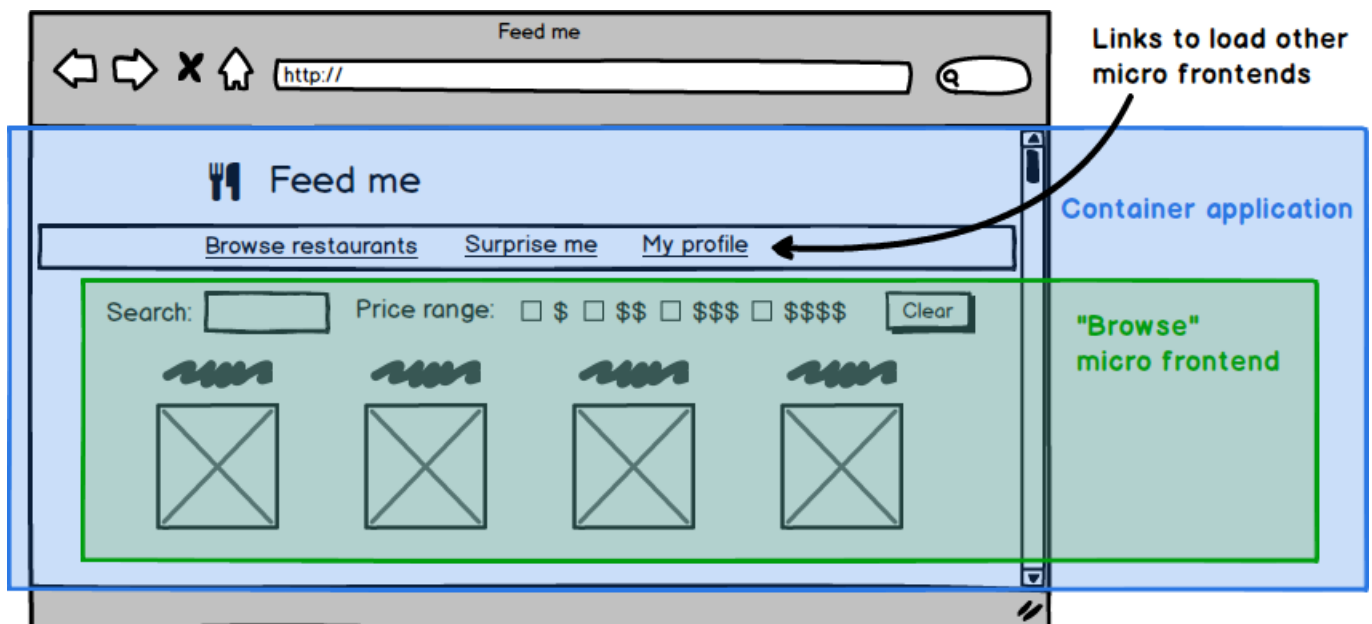 Feed me
http://
Links to load other
micro frontends
Feed me
Container application
Browse restaurants Surprise me My profile
Search: Price range: $ $$ $$$ $$$$ Clear
"Browse"
micro frontend